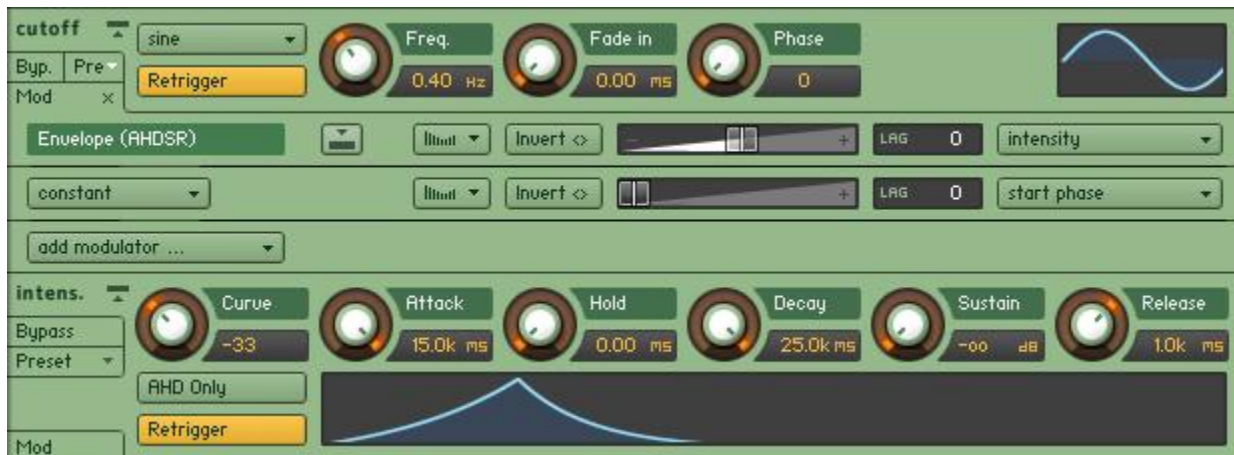 cutoff
sine
Freq.
Fade in
Phase
Byp. Pre
Retrigger
0.40 Hz
0.00 ms
0
Mod ×
Envelope (AHDSR)
Invert <>
- +
LAG 0
intensity
constant
Invert <>
+
LAG 0
start phase
add modulator ...
intens.
Curve
Attack
Hold
Decay
Sustain
Release
Bypass
-33
15.0k ms
0.00 ms
25.0k ms
-oo dB
1.0k ms
Preset
AHD Only
Retrigger
Mod